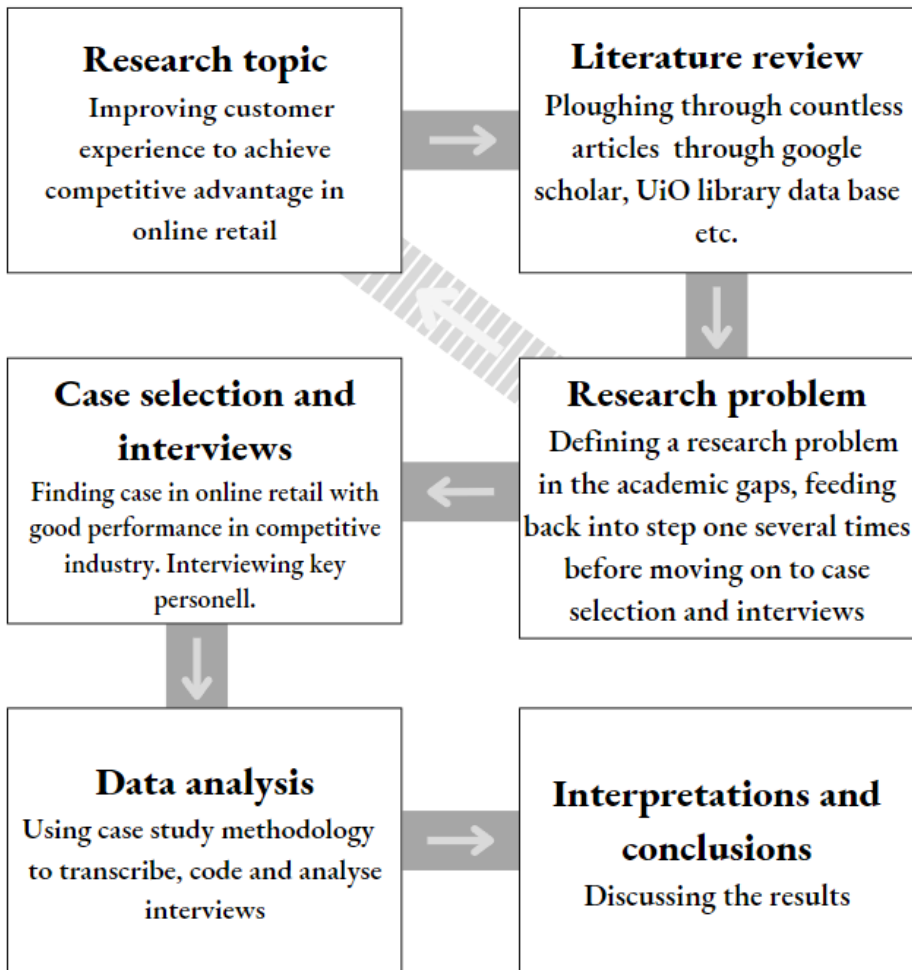 Research topic
Improving customer
experience to achieve
competitive advantage in
online retail
Literature review
Ploughing through countless
articles through google
scholar, UiO library data base
etc.
Research problem
Defining a research problem
in the academic gaps, feeding
back into step one several times
before moving on to case
selection and interviews
Case selection and
interviews
Finding case in online retail with
good performance in competitive
industry. Interviewing key
personell.
Data analysis
Using case study methodology
to transcribe, code and analyse
interviews
Interpretations and
conclusions
Discussing the results